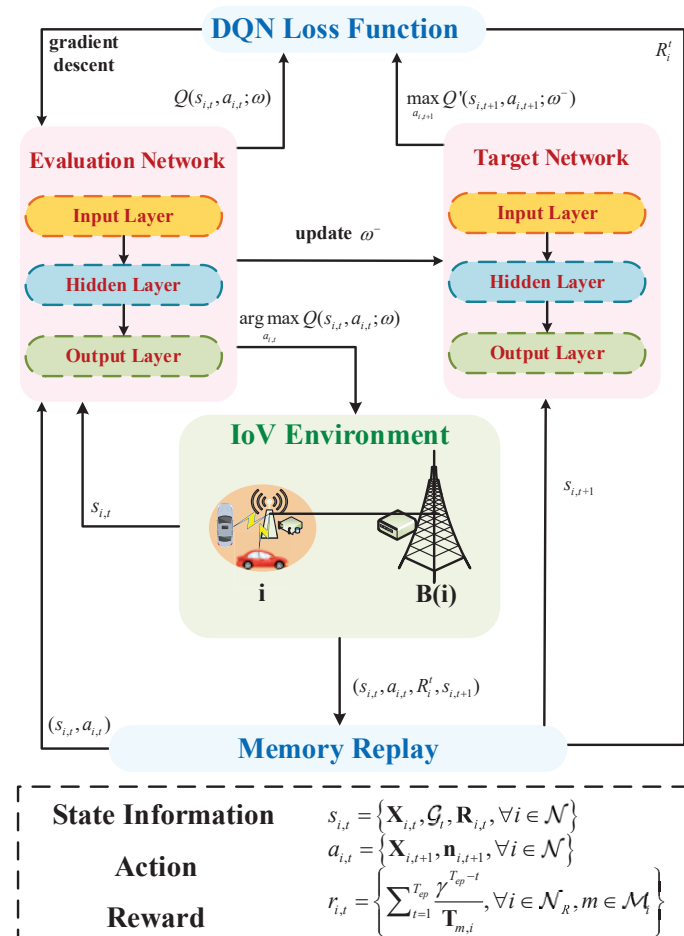 DQN Loss Function
gradient
descent
R_i^t
Q(s_{i,t}, a_{i,t}; ω)
max_{a_{i,t+1}} Q'(s_{i,t+1}, a_{i,t+1}; ω^-)
Evaluation Network
Target Network
Input Layer
Input Layer
update ω^-
Hidden Layer
Hidden Layer
arg max_{a_{i,t}} Q(s_{i,t}, a_{i,t}; ω)
Output Layer
Output Layer
IoV Environment
s_{i,t}
s_{i,t+1}
i
B(i)
(s_{i,t}, a_{i,t}, R_i^t, s_{i,t+1})
(s_{i,t}, a_{i,t})
Memory Replay
State Information s_{i,t} = {X_{i,t}, 𝒢_t, R_{i,t}, ∀i ∈ 𝒩}
Action a_{i,t} = {X_{i,t+1}, n_{i,t+1}, ∀i ∈ 𝒩}
Reward r_{i,t} = {∑_{t=1}^{T_{ep}} γ^{T_{ep}-t} / T_{m,i}, ∀i ∈ 𝒩_R, m ∈ ℳ_i}